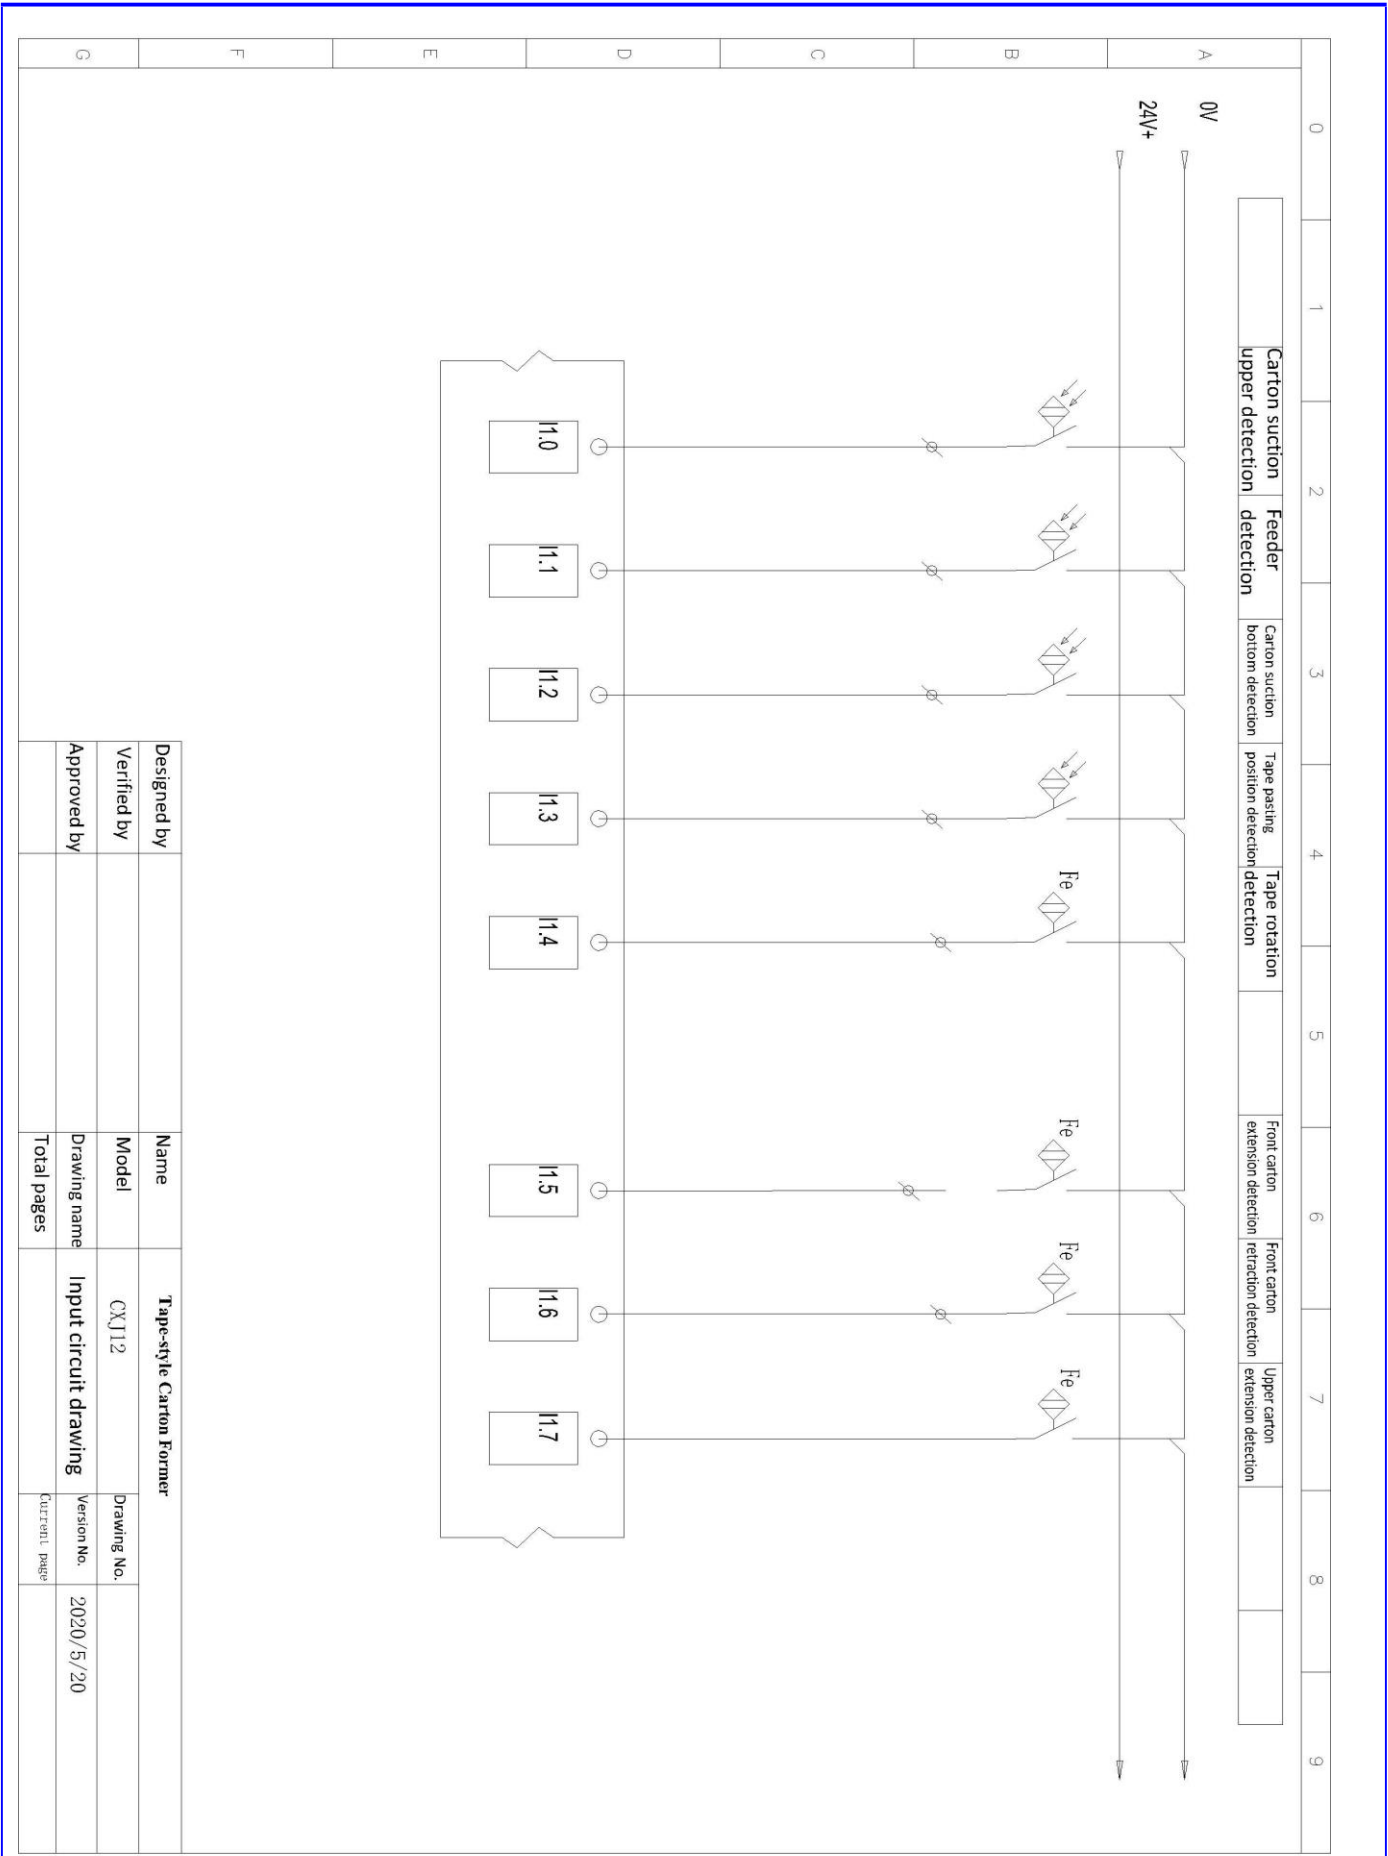 0
1
2
3
4
5
6
7
8
9
A
B
C
D
E
F
G
Carton suction
upper detection
Feeder
detection
Carton suction
bottom detection
Tape pasting
position detection
Tape rotation
detection
Front carton
extension detection
Front carton
retraction detection
Upper carton
extension detection
0V
24V+
Fe
Fe
Fe
Fe
I1.0
I1.1
I1.2
I1.3
I1.4
I1.5
I1.6
I1.7
Designed by
Name
Tape-style Carton Former
Verified by
Model
CXJ12
Drawing No.
Approved by
Drawing name
Input circuit drawing
Version No.
2020/5/20
Total pages
Current page